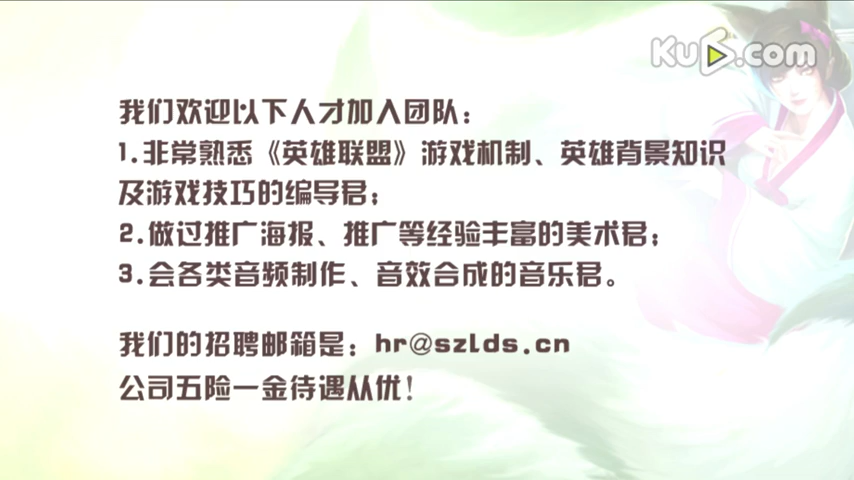 Ku6.com
我们欢迎以下人才加入团队：
1.非常熟悉《英雄联盟》游戏机制、英雄背景知识
及游戏技巧的编导君；
2.做过推广海报、推广等经验丰富的美术君；
3.会各类音频制作、音效合成的音乐君。
我们的招聘邮箱是：hr@szlds.cn
公司五险一金待遇从优！